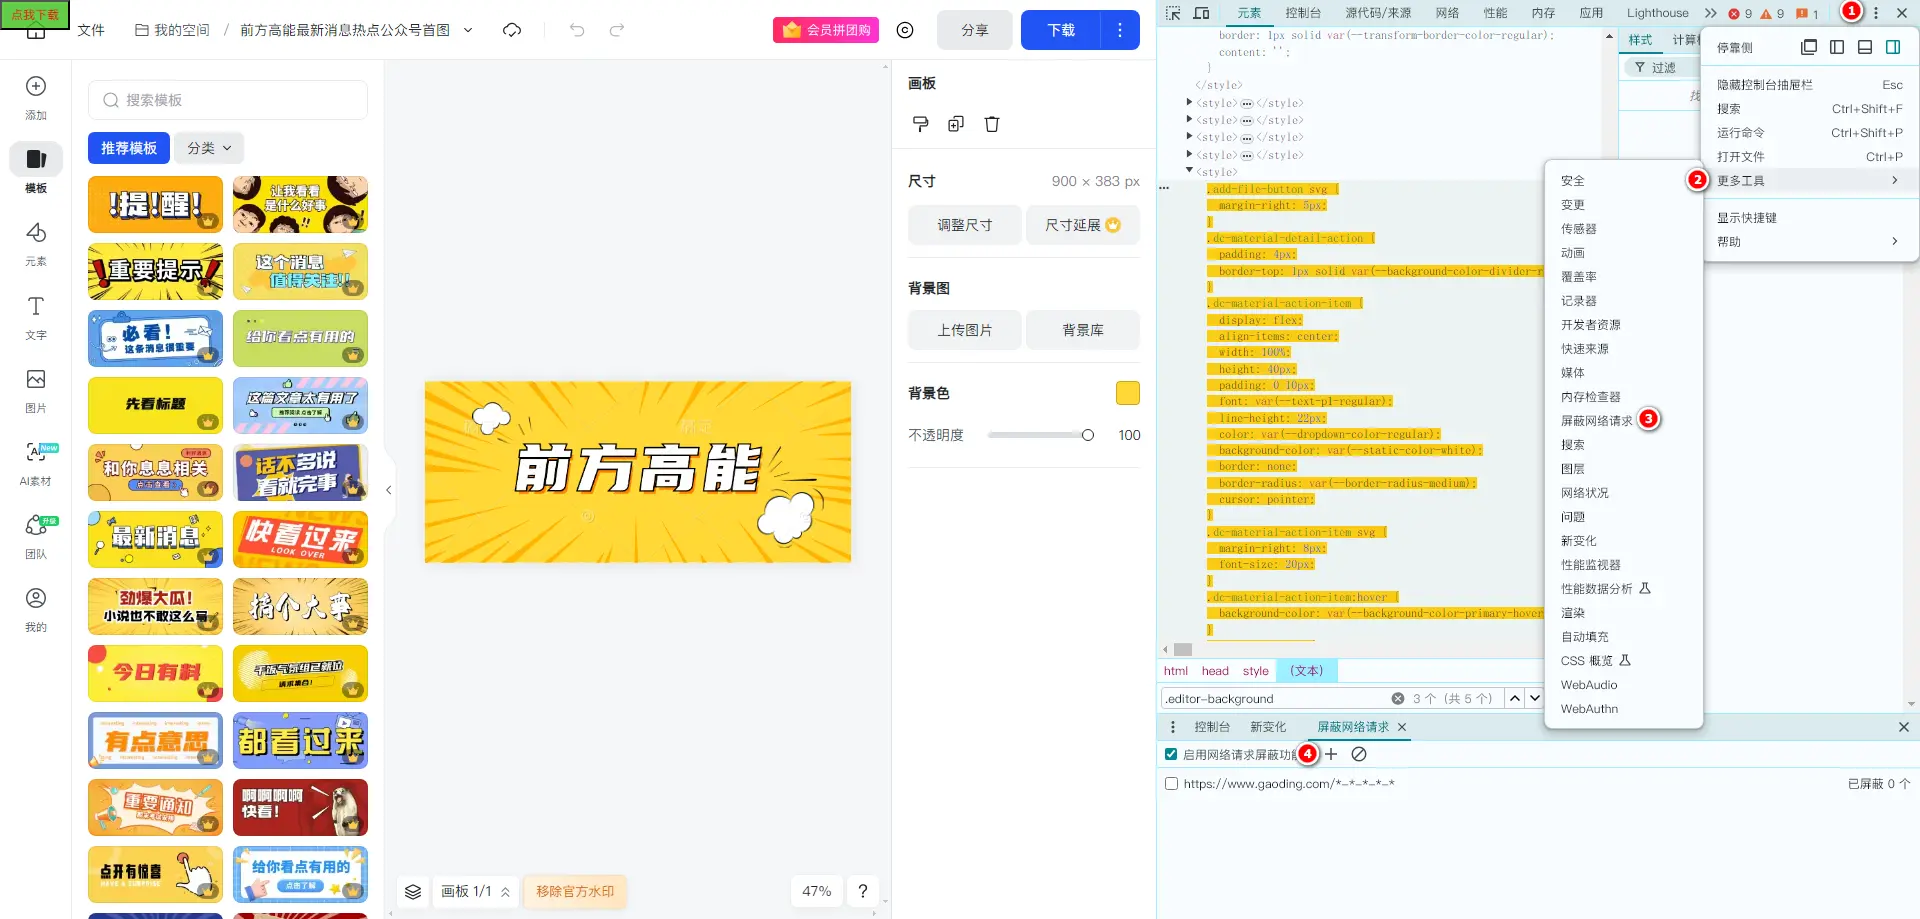 点我下载
文件
我的空间 / 前方高能最新消息热点公众号首图
会员拼团购
分享
下载
添加
模板
元素
文字
图片
New
AI素材
升级
团队
我的
搜索模板
推荐模板
分类
!提!醒!
让我看看
是什么好事
!重要提示!
这个消息
值得关注!!
必看!
这条消息很重要
给你看点有用的
先看标题
这篇文章太有用了
推荐阅读 点击了解
和你息息相关
点击查看
话不多说
看就完事
最新消息
快看过来
LOOK OVER
劲爆大瓜!
小说也不敢这么写
搞个大事
今日有料
干饭气氛组已就位
请求集合!
有点意思
都看过来
重要通知
啊啊啊啊
快看!
点开有惊喜
HAVE A SURPRISE
给你看点有用的
点击了解
前方高能
画板 1/1
移除官方水印
47%
?
画板
尺寸
900 × 383 px
调整尺寸
尺寸延展
背景图
上传图片
背景库
背景色
不透明度
100
元素 控制台 源代码/来源 网络 性能 内存 应用 Lighthouse
9 9 1
1
border: 1px solid var(--transform-border-color-regular);
content: '';
}
</style>
<style>…</style>
<style>…</style>
<style>…</style>
<style>…</style>
<style>
.add-file-button svg {
margin-right: 5px;
}
.dc-material-detail-action {
padding: 4px;
border-top: 1px solid var(--background-color-divider-r
}
.dc-material-action-item {
display: flex;
align-items: center;
width: 100%;
height: 40px;
padding: 0 10px;
font: var(--text-p1-regular);
line-height: 22px;
color: var(--dropdown-color-regular);
background-color: var(--static-color-white);
border: none;
border-radius: var(--border-radius-medium);
cursor: pointer;
}
.dc-material-action-item svg {
margin-right: 8px;
font-size: 20px;
}
.dc-material-action-item:hover {
background-color: var(--background-color-primary-hover
}
html head style (文本)
.editor-background
3 个 (共 5 个)
样式
过滤
停靠侧
隐藏控制台抽屉栏 Esc
搜索 Ctrl+Shift+F
运行命令 Ctrl+Shift+P
打开文件 Ctrl+P
2
更多工具
显示快捷键
帮助
安全
变更
传感器
动画
覆盖率
记录器
开发者资源
快速来源
媒体
内存检查器
屏蔽网络请求
3
搜索
图层
网络状况
问题
新变化
性能监视器
性能数据分析
渲染
自动填充
CSS 概览
WebAudio
WebAuthn
控制台 新变化 屏蔽网络请求
启用网络请求屏蔽功能
4
https://www.gaoding.com/*-*-*-*-*
已屏蔽 0 个